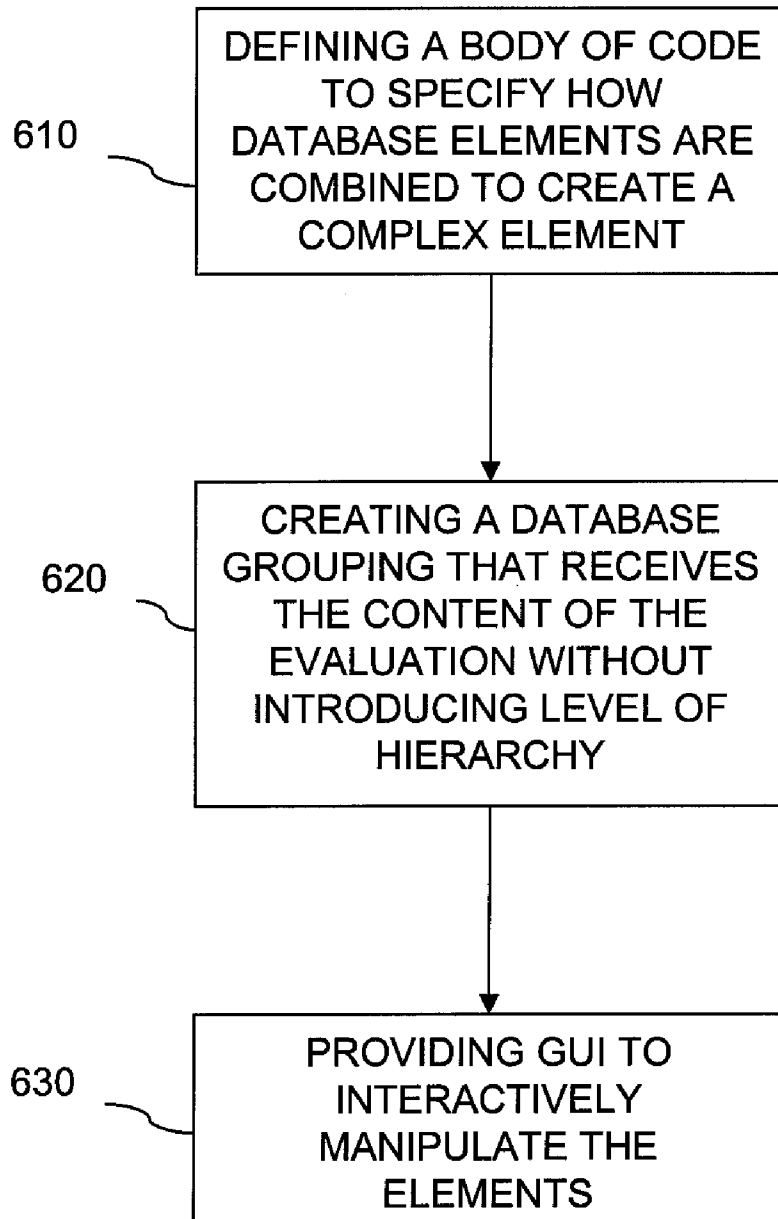 DEFINING A BODY OF CODE
TO SPECIFY HOW
610
DATABASE ELEMENTS ARE
COMBINED TO CREATE A
COMPLEX ELEMENT
CREATING A DATABASE
620
GROUPING THAT RECEIVES
THE CONTENT OF THE
EVALUATION WITHOUT
INTRODUCING LEVEL OF
HIERARCHY
PROVIDING GUI TO
630
INTERACTIVELY
MANIPULATE THE
ELEMENTS